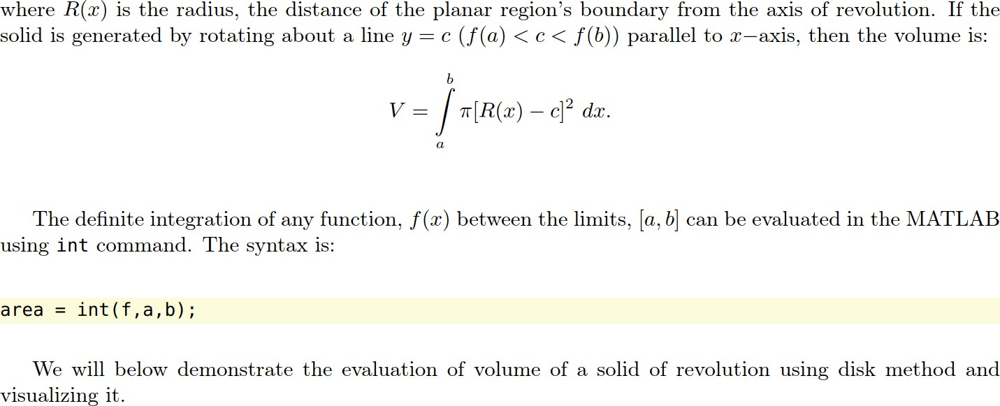 where R(x) is the radius, the distance of the planar region's boundary from the axis of revolution. If the
solid is generated by rotating about a line y = c (f(a) < c < f(b)) parallel to x−axis, then the volume is:
V = ∫_a^b π[R(x) − c]² dx.
The definite integration of any function, f(x) between the limits, [a, b] can be evaluated in the MATLAB
using int command. The syntax is:
area = int(f,a,b);
We will below demonstrate the evaluation of volume of a solid of revolution using disk method and
visualizing it.